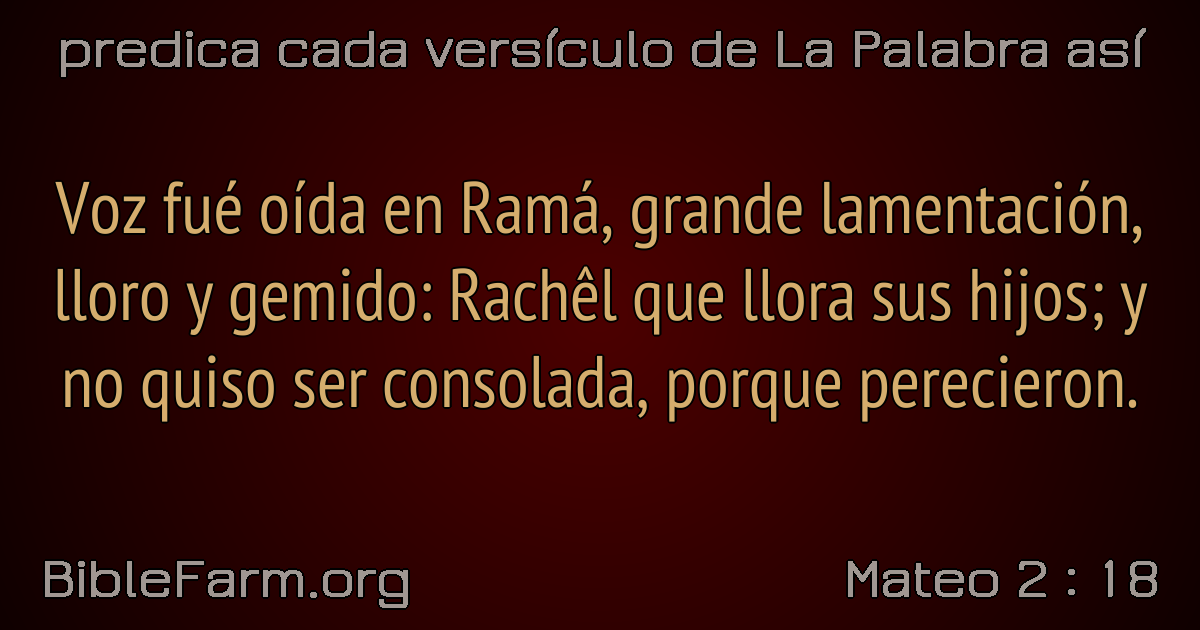 predica cada versículo de La Palabra así
Voz fué oída en Ramá, grande lamentación,
lloro y gemido: Rachêl que llora sus hijos; y
no quiso ser consolada, porque perecieron.
BibleFarm.org
Mateo 2 : 18